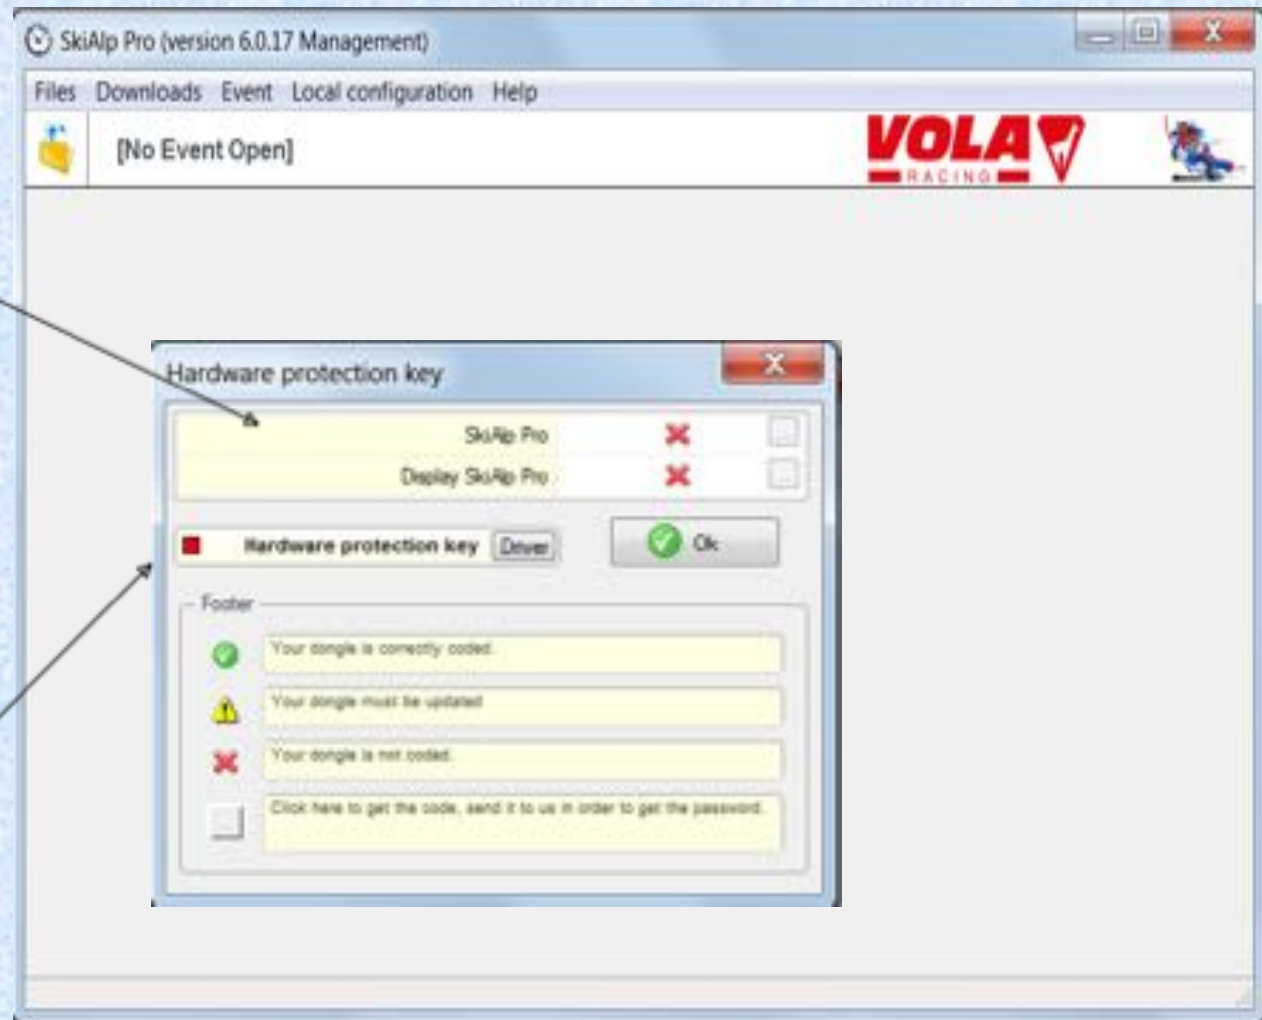 SkiAlp Pro (version 6.0.17 Management)
Files Downloads Event Local configuration Help
[No Event Open]
VOLA
RACING
Hardware protection key
SkiAlp Pro
Display SkiAlp Pro
Hardware protection key Driver Ok
Footer
Your dongle is correctly coded.
Your dongle must be updated
Your dongle is not coded.
Click here to get the code, send it to us in order to get the password.